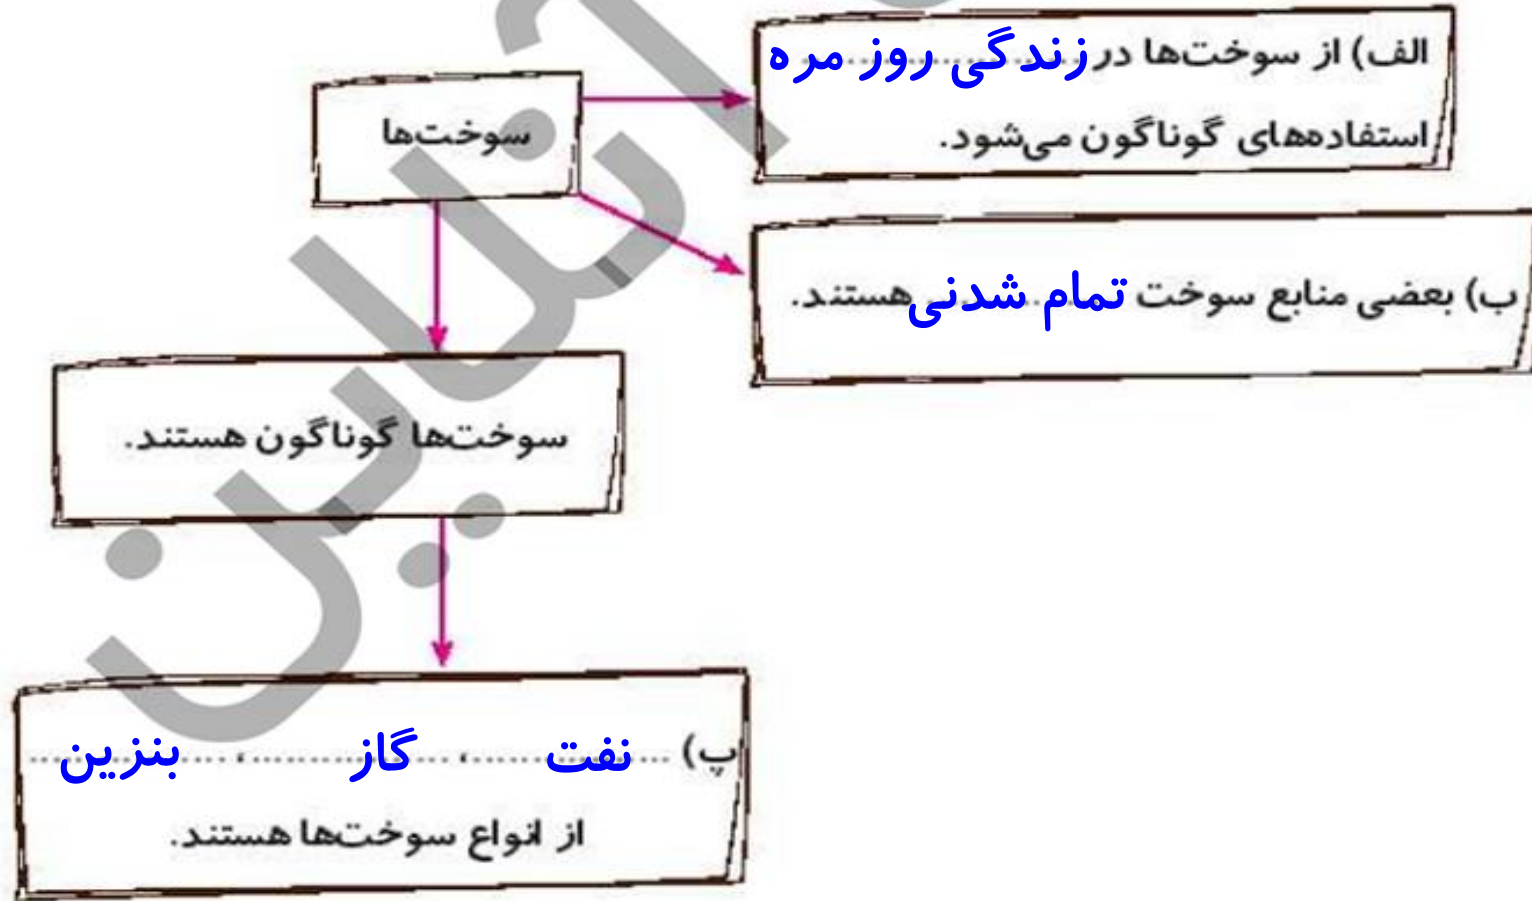 سوخت‌ها
الف) از سوخت‌ها در زندگی روز مره
استفاده‌های گوناگون می‌شود.
ب) بعضی منابع سوخت تمام شدنی هستند.
سوخت‌ها گوناگون هستند.
پ) نفت ، گاز ، بنزین
از انواع سوخت‌ها هستند.